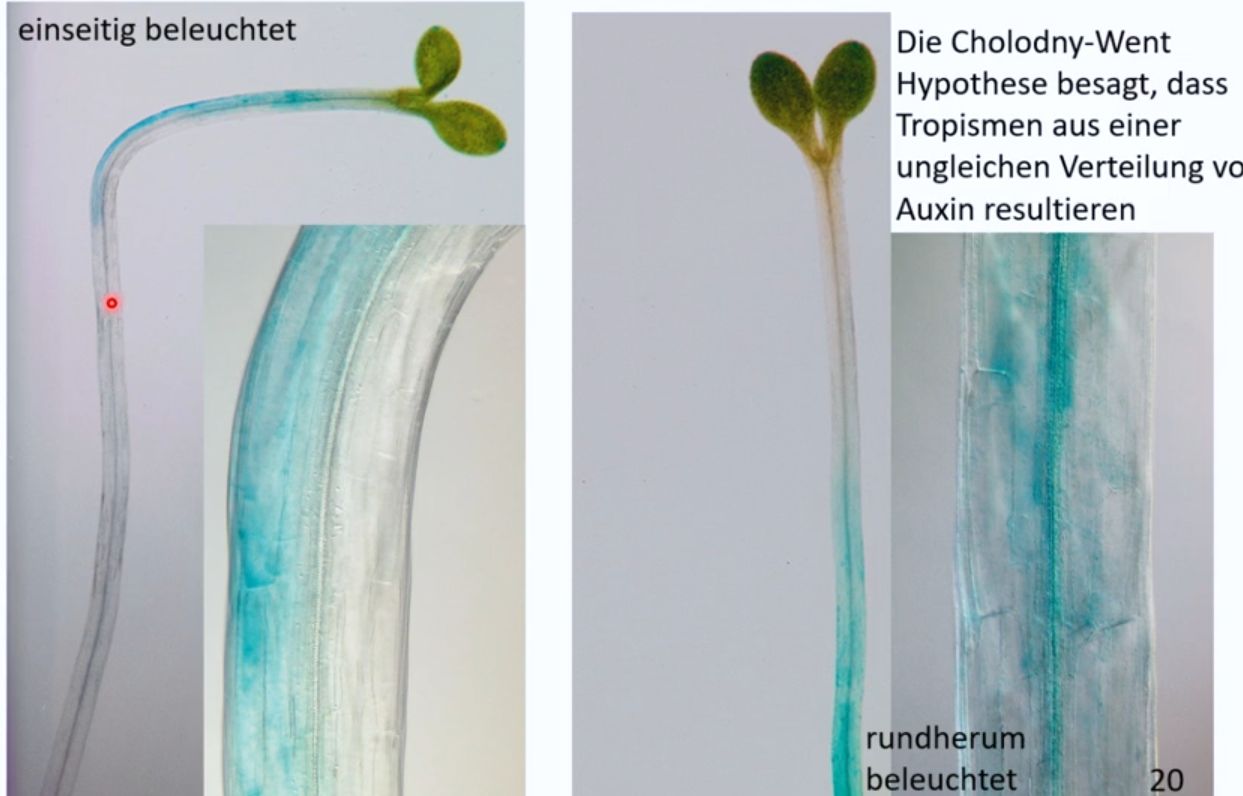 einseitig beleuchtet
Die Cholodny-Went
Hypothese besagt, dass
Tropismen aus einer
ungleichen Verteilung vo
Auxin resultieren
rundherum
beleuchtet
20